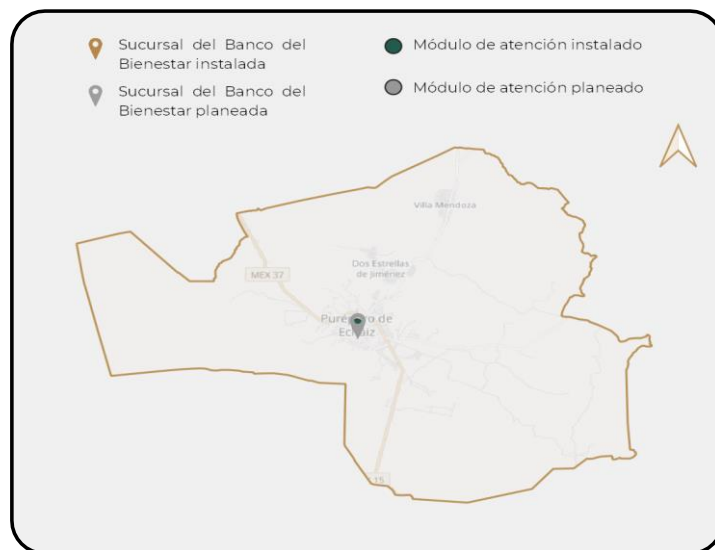 Sucursal del Banco del
Bienestar instalada
Sucursal del Banco del
Bienestar planeada
Módulo de atención instalado
Módulo de atención planeado
Villa Mendoza
Dos Estrellas
de Jiménez
MEX 37
de
15